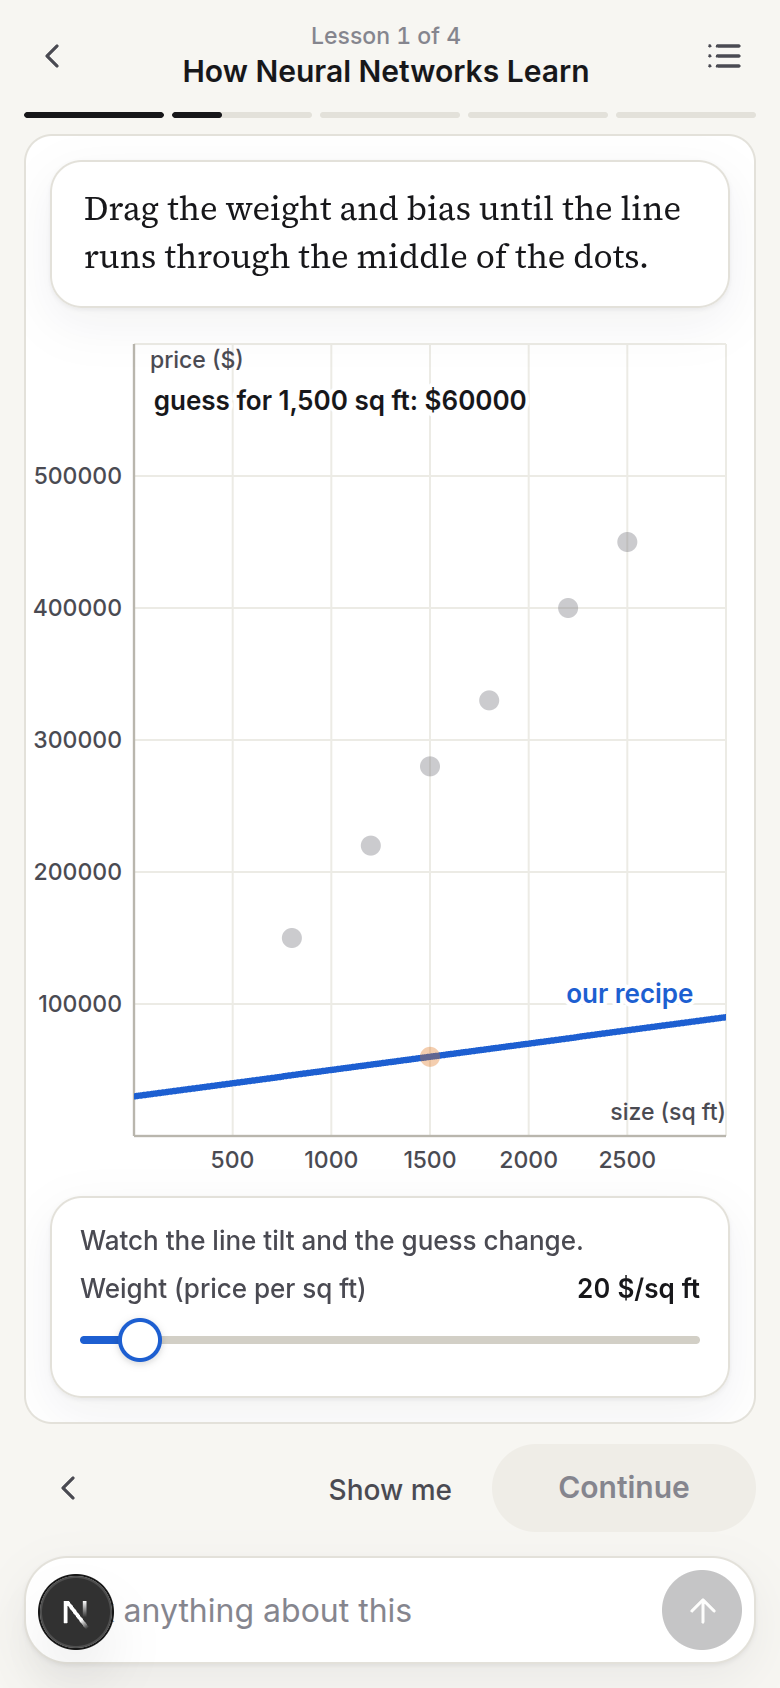 Lesson 1 of 4
How Neural Networks Learn
Drag the weight and bias until the line
runs through the middle of the dots.
price ($)
guess for 1,500 sq ft: $60000
500000
400000
300000
200000
100000
our recipe
size (sq ft)
500 1000 1500 2000 2500
Watch the line tilt and the guess change.
Weight (price per sq ft) 20 $/sq ft
Show me Continue
N anything about this